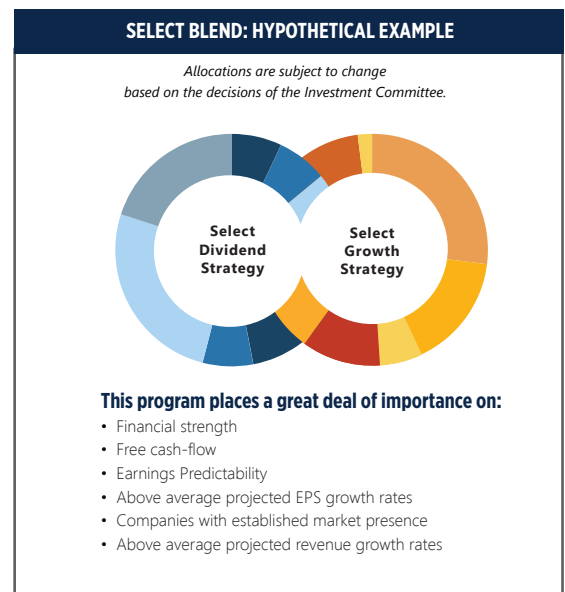 SELECT BLEND: HYPOTHETICAL EXAMPLE
Allocations are subject to change
based on the decisions of the Investment Committee.
Select
Dividend
Strategy
Select
Growth
Strategy
This program places a great deal of importance on:
• Financial strength
• Free cash-flow
• Earnings Predictability
• Above average projected EPS growth rates
• Companies with established market presence
• Above average projected revenue growth rates